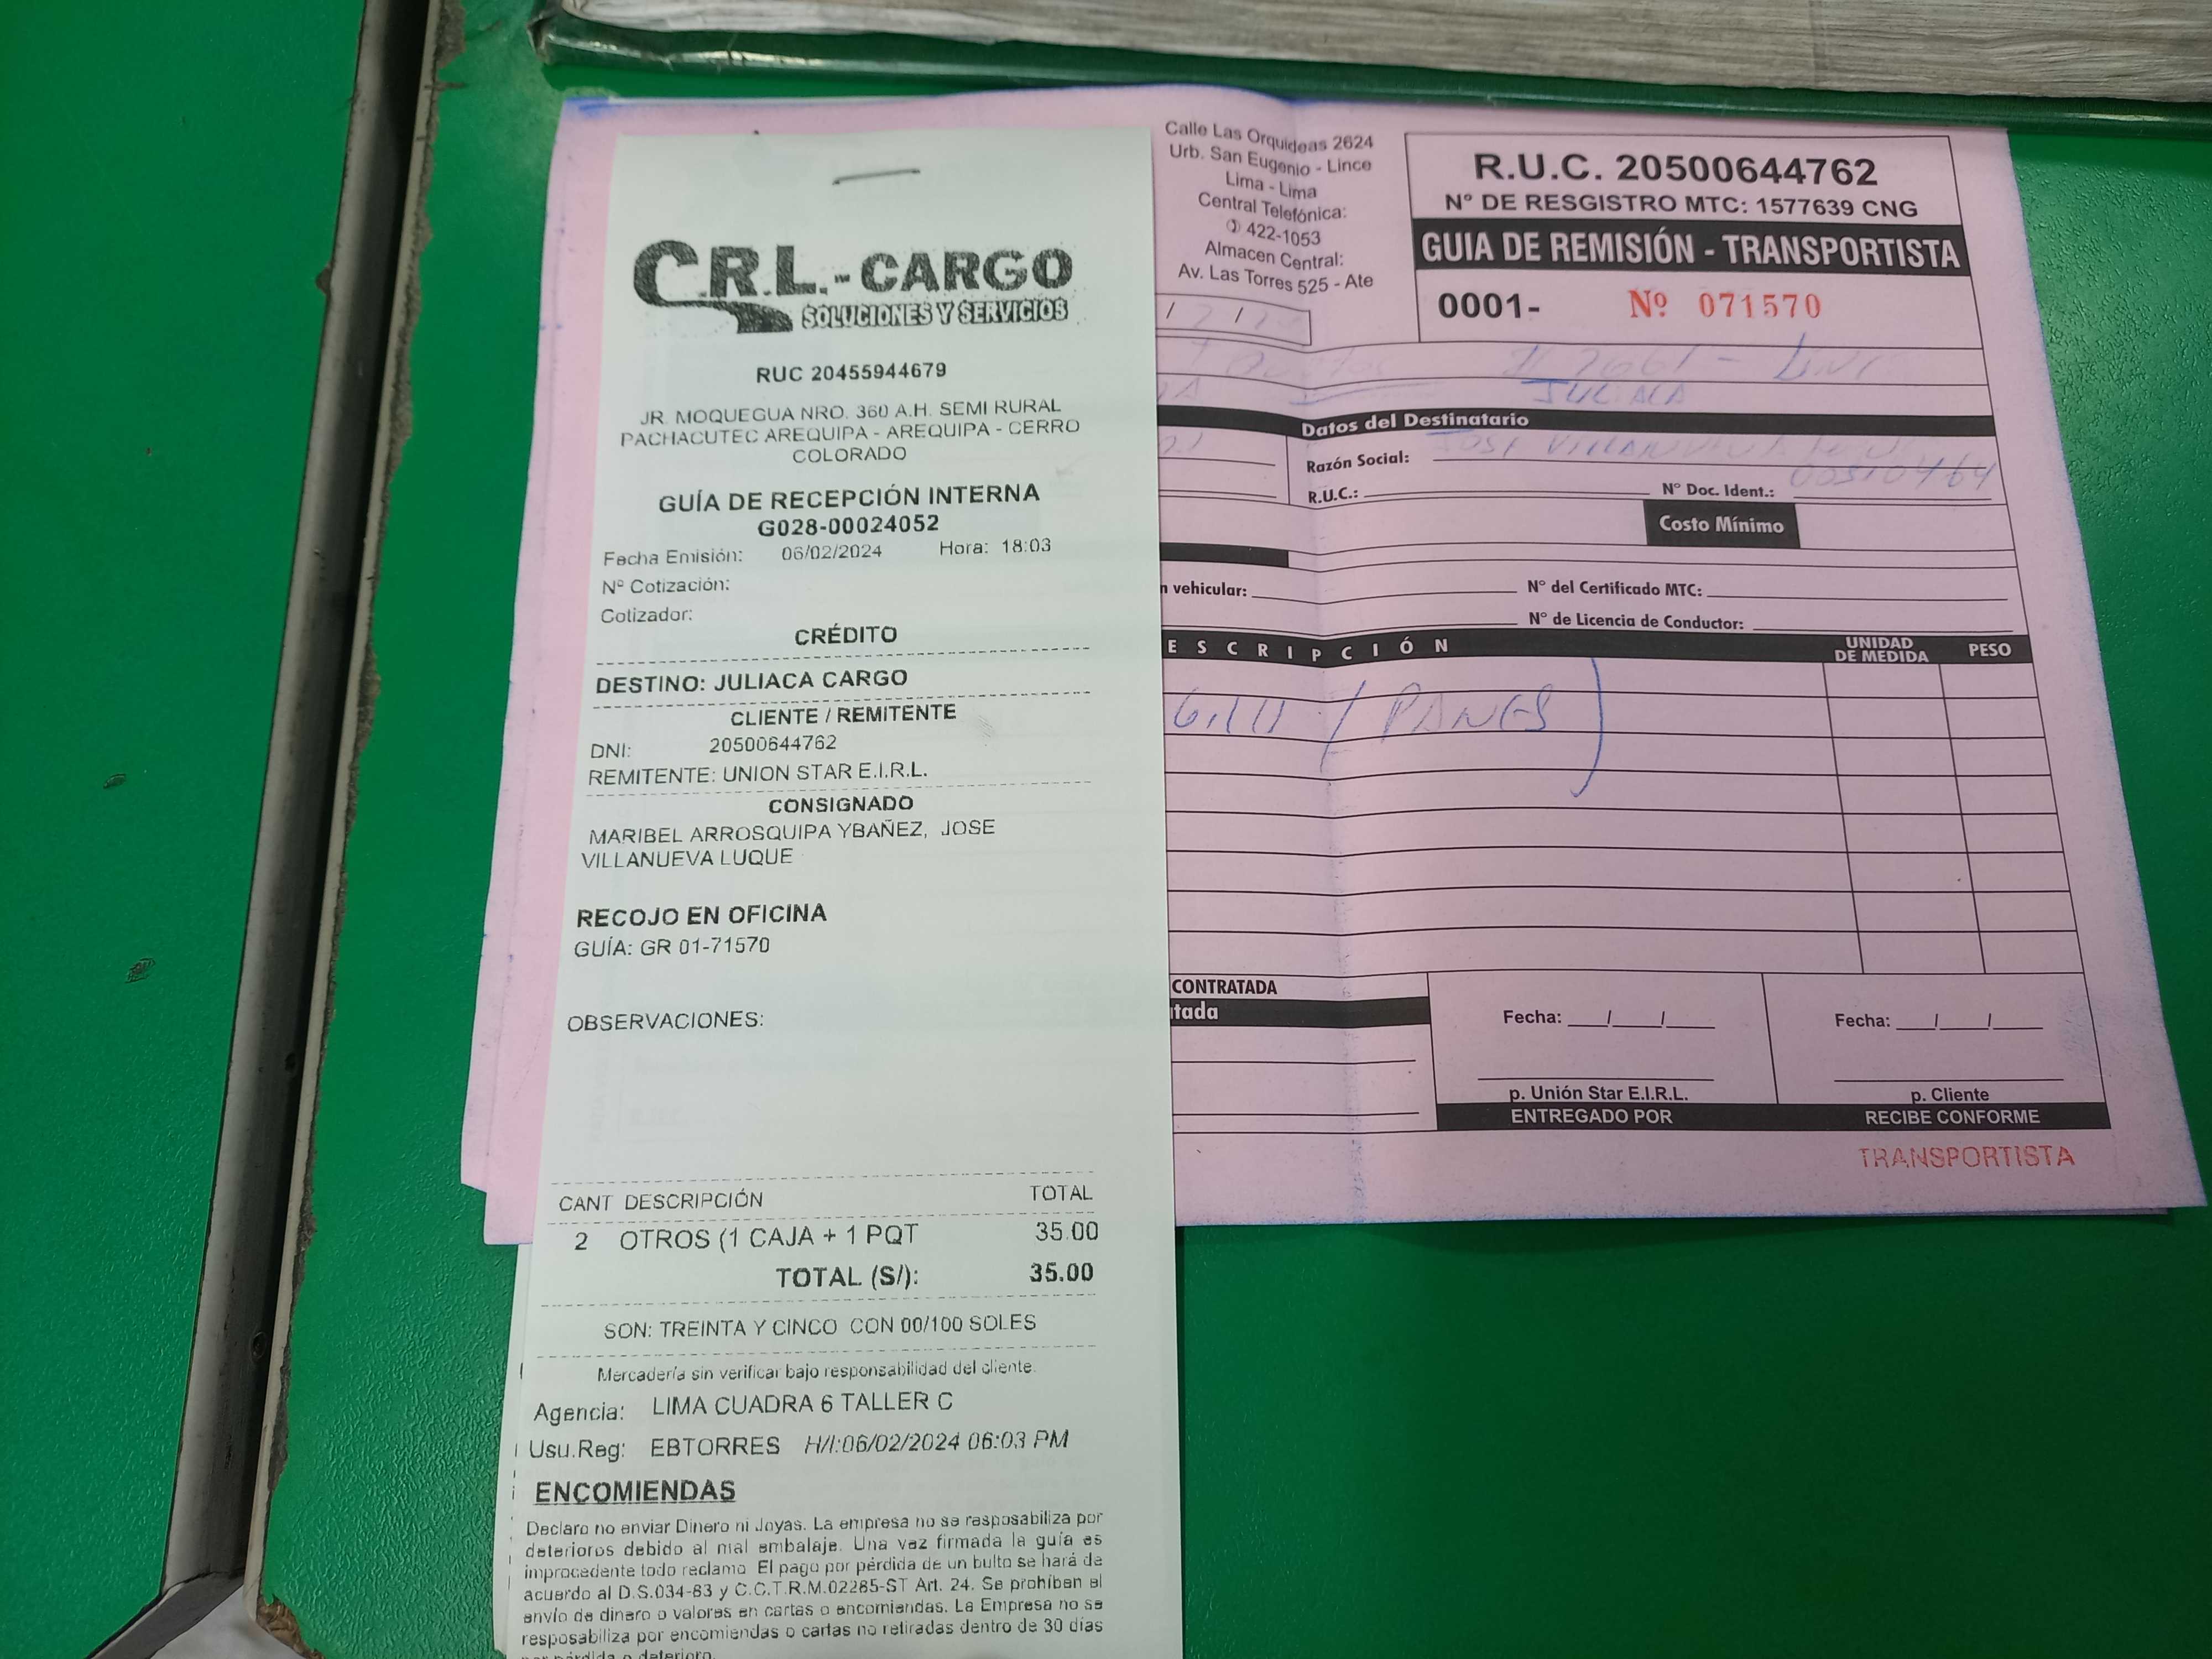 C.R.L.-CARGO
SOLUCIONES Y SERVICIOS
RUC 20455944679
JR. MOQUEGUA NRO. 360 A.H. SEMI RURAL
PACHACUTEC AREQUIPA - AREQUIPA - CERRO
COLORADO
GUÍA DE RECEPCIÓN INTERNA
G028-00024052
Fecha Emisión: 06/02/2024 Hora: 18:03
Nº Cotización:
Cotizador:
CRÉDITO
DESTINO: JULIACA CARGO
CLIENTE / REMITENTE
DNI: 20500644762
REMITENTE: UNION STAR E.I.R.L.
CONSIGNADO
MARIBEL ARROSQUIPA YBAÑEZ, JOSE
VILLANUEVA LUQUE
RECOJO EN OFICINA
GUÍA: GR 01-71570
OBSERVACIONES:
CANT DESCRIPCIÓN TOTAL
2 OTROS (1 CAJA + 1 PQT 35.00
TOTAL (S/): 35.00
SON: TREINTA Y CINCO CON 00/100 SOLES
Mercadería sin verificar bajo responsabilidad del cliente.
Agencia: LIMA CUADRA 6 TALLER C
Usu.Reg: EBTORRES H/I:06/02/2024 06:03 PM
ENCOMIENDAS
Declaro no enviar Dinero ni Joyas. La empresa no se rasposabiliza por
deterioros debido al mal embalaje. Una vez firmada la guía es
improcedente todo reclamo. El pago por pérdida de un bulto se hará de
acuerdo al D.S.034-83 y C.C.T.R.M.02285-ST Art. 24. Se prohíben el
envío de dinero o valores en cartas o encomiendas. La Empresa no se
resposabiliza por encomiendas o cartas no retiradas dentro de 30 días
por pérdida o deterioro.
Calle Las Orquideas 2624
Urb. San Eugenio - Lince
Lima - Lima
Central Telefónica:
422-1053
Almacen Central:
Av. Las Torres 525 - Ate
R.U.C. 20500644762
N° DE RESGISTRO MTC: 1577639 CNG
GUIA DE REMISIÓN - TRANSPORTISTA
0001- Nº 071570
JULIACA
Datos del Destinatario
Razón Social: JOSE VILLANUEVA
R.U.C.: N° Doc. Ident.: 00510464
Costo Mínimo
n vehicular: N° del Certificado MTC:
N° de Licencia de Conductor:
ESCRIPCIÓN UNIDAD DE MEDIDA PESO
/ PANES )
CONTRATADA
tada
Fecha: / / Fecha: / /
p. Unión Star E.I.R.L. p. Cliente
ENTREGADO POR RECIBE CONFORME
TRANSPORTISTA